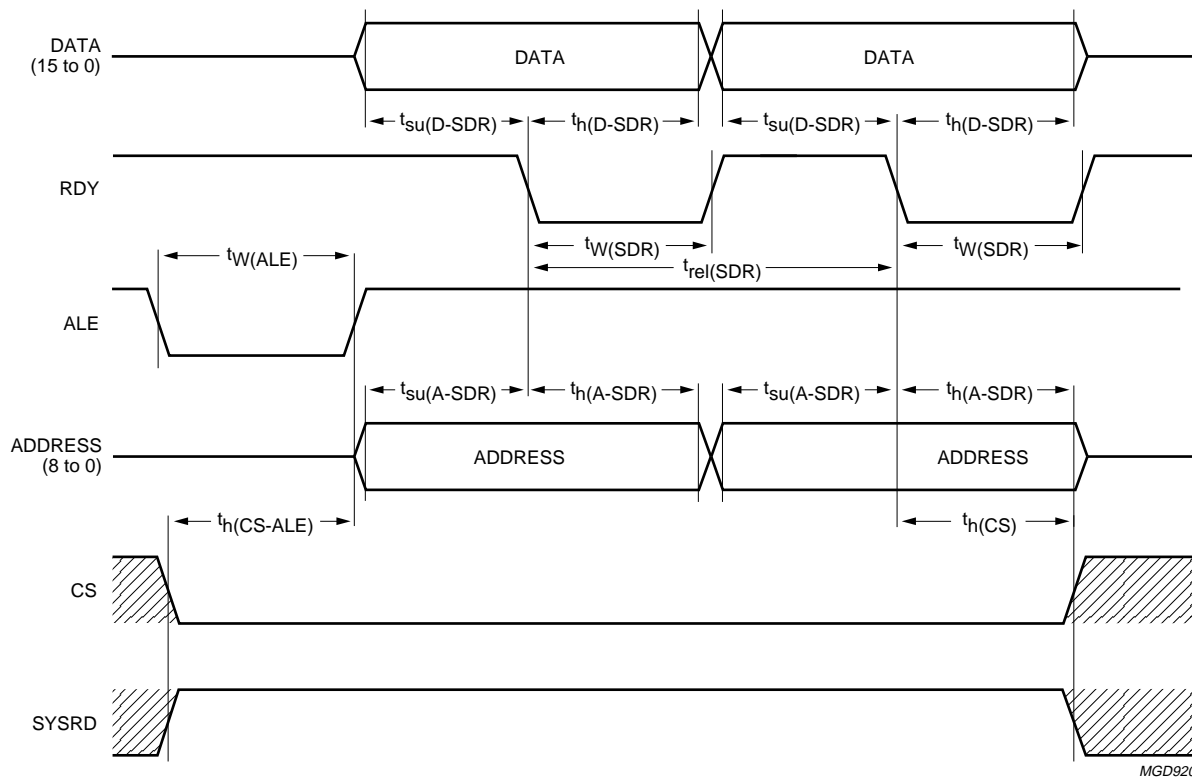 DATA
(15 to 0)
DATA DATA
tsu(D-SDR) th(D-SDR) tsu(D-SDR) th(D-SDR)
RDY
tW(SDR) tW(SDR)
tW(ALE)
trel(SDR)
ALE
tsu(A-SDR) th(A-SDR) tsu(A-SDR) th(A-SDR)
ADDRESS
(8 to 0)
ADDRESS ADDRESS
th(CS-ALE) th(CS)
CS
SYSRD
MGD920